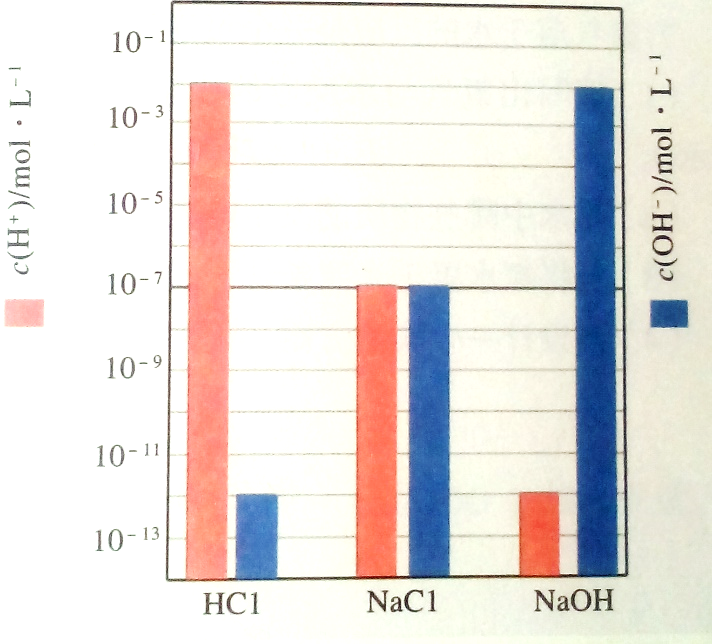 c(H⁺)/mol · L⁻¹
10⁻¹
10⁻³
10⁻⁵
10⁻⁷
10⁻⁹
10⁻¹¹
10⁻¹³
HCl
NaCl
NaOH
c(OH⁻)/mol · L⁻¹